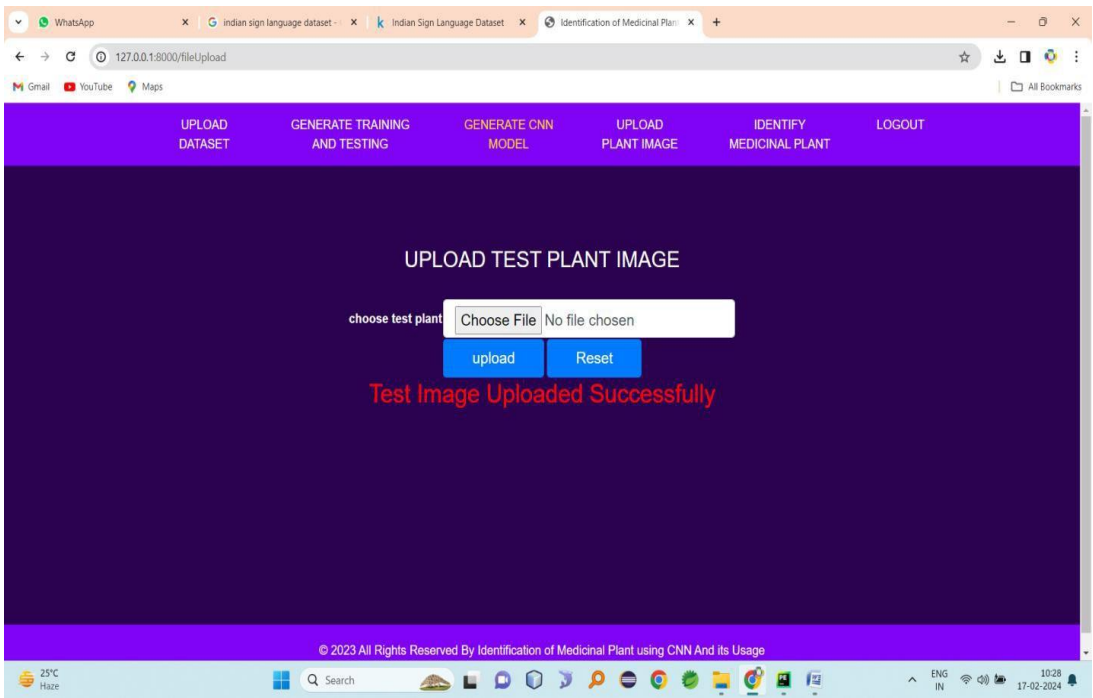 WhatsApp
indian sign language dataset -
Indian Sign Language Dataset
Identification of Medicinal Plan
127.0.0.1:8000/fileUpload
Gmail YouTube Maps All Bookmarks
UPLOAD DATASET
GENERATE TRAINING AND TESTING
GENERATE CNN MODEL
UPLOAD PLANT IMAGE
IDENTIFY MEDICINAL PLANT
LOGOUT
UPLOAD TEST PLANT IMAGE
choose test plant Choose File No file chosen
upload Reset
Test Image Uploaded Successfully
© 2023 All Rights Reserved By Identification of Medicinal Plant using CNN And its Usage
25°C
Haze
Search
ENG
IN
10:28
17-02-2024